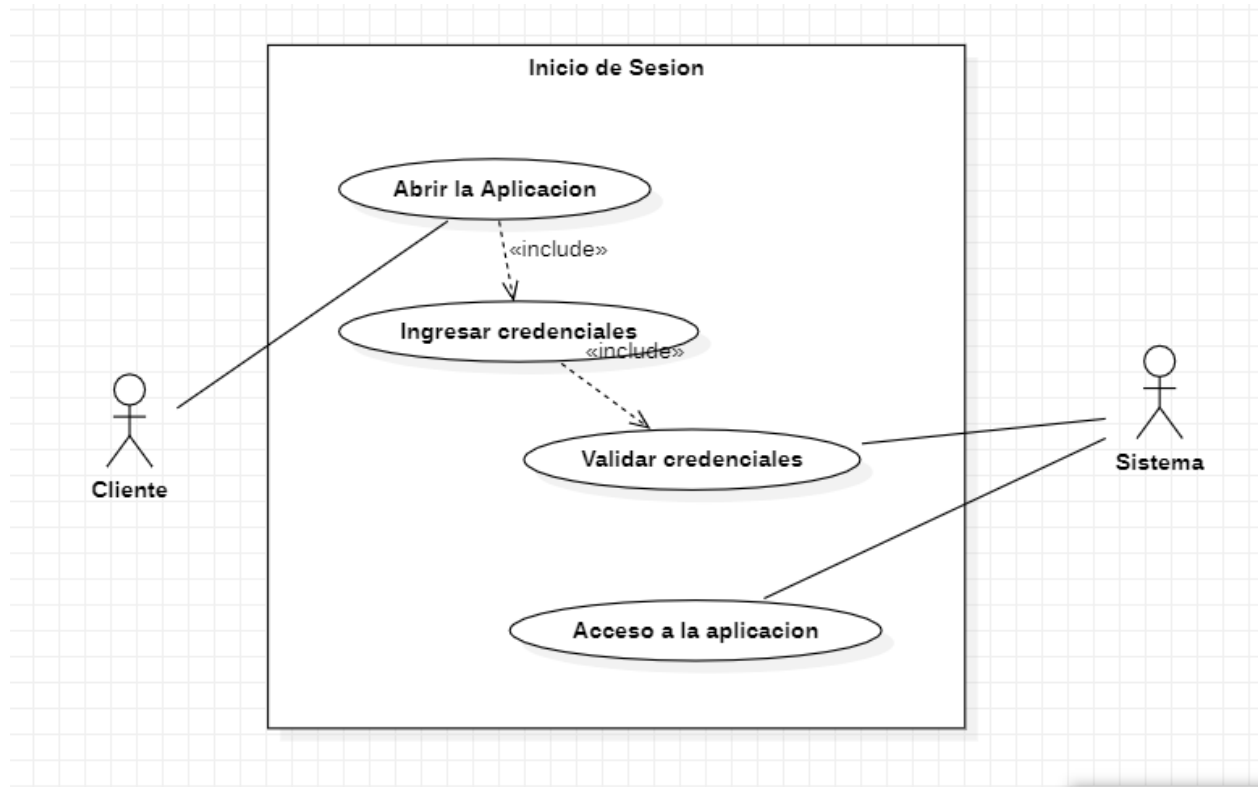 Inicio de Sesion
Abrir la Aplicacion
«include»
Ingresar credenciales
«include»
Validar credenciales
Sistema
Cliente
Acceso a la aplicacion